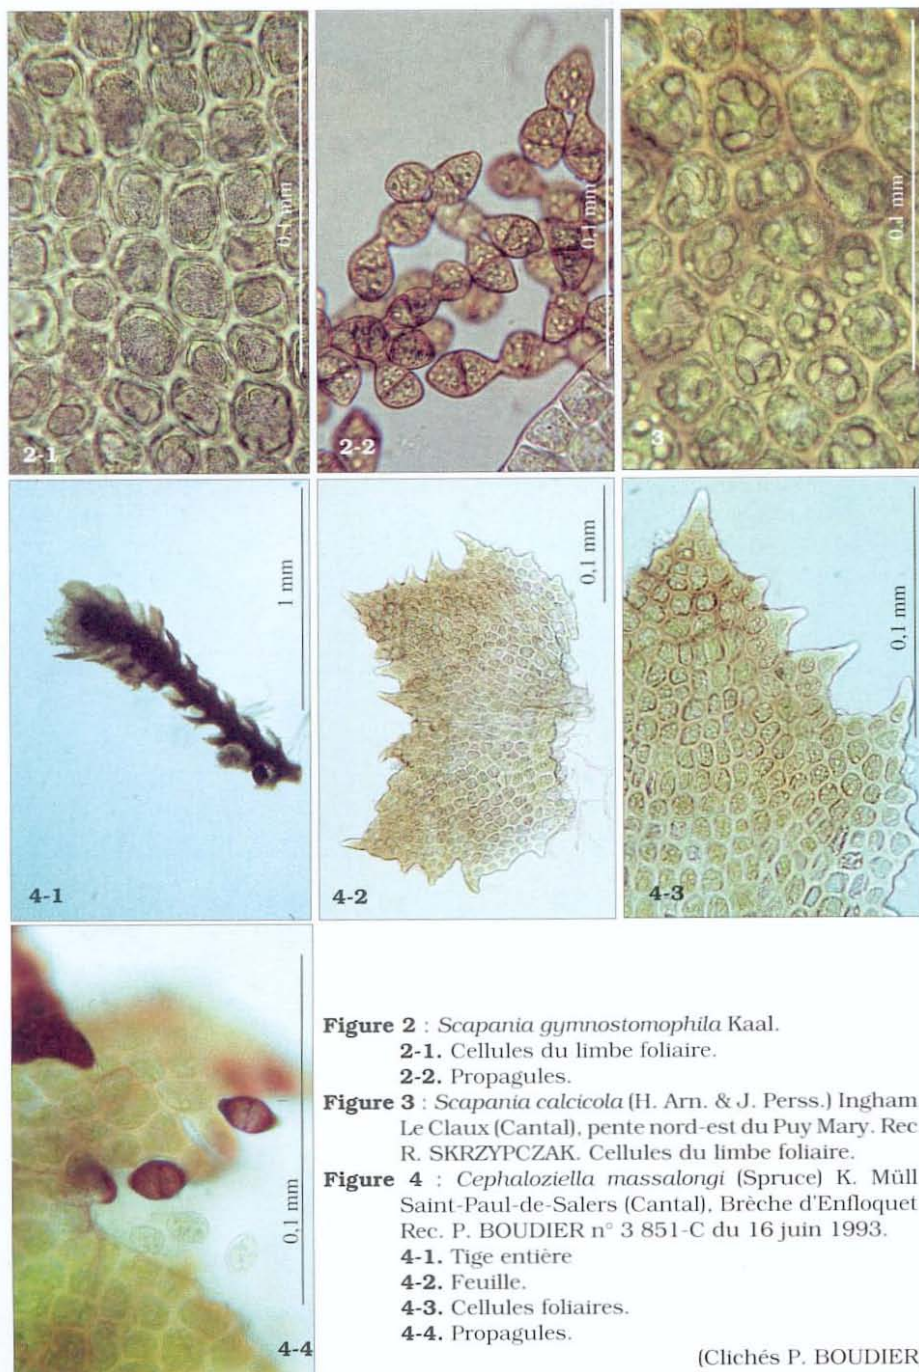 0,1 mm
2-1
0,1 mm
2-2
0,1 mm
3
1 mm
4-1
0,1 mm
4-2
0,1 mm
4-3
0,1 mm
4-4
Figure 2 : Scapania gymnostomophila Kaal.
2-1. Cellules du limbe foliaire.
2-2. Propagules.
Figure 3 : Scapania calcicola (H. Arn. & J. Perss.) Ingham
Le Claux (Cantal), pente nord-est du Puy Mary. Rec
R. SKRZYPCZAK. Cellules du limbe foliaire.
Figure 4 : Cephaloziella massalongi (Spruce) K. Müll
Saint-Paul-de-Salers (Cantal), Brèche d'Enfloquet
Rec. P. BOUDIER n° 3 851-C du 16 juin 1993.
4-1. Tige entière
4-2. Feuille.
4-3. Cellules foliaires.
4-4. Propagules.
(Clichés P. BOUDIER